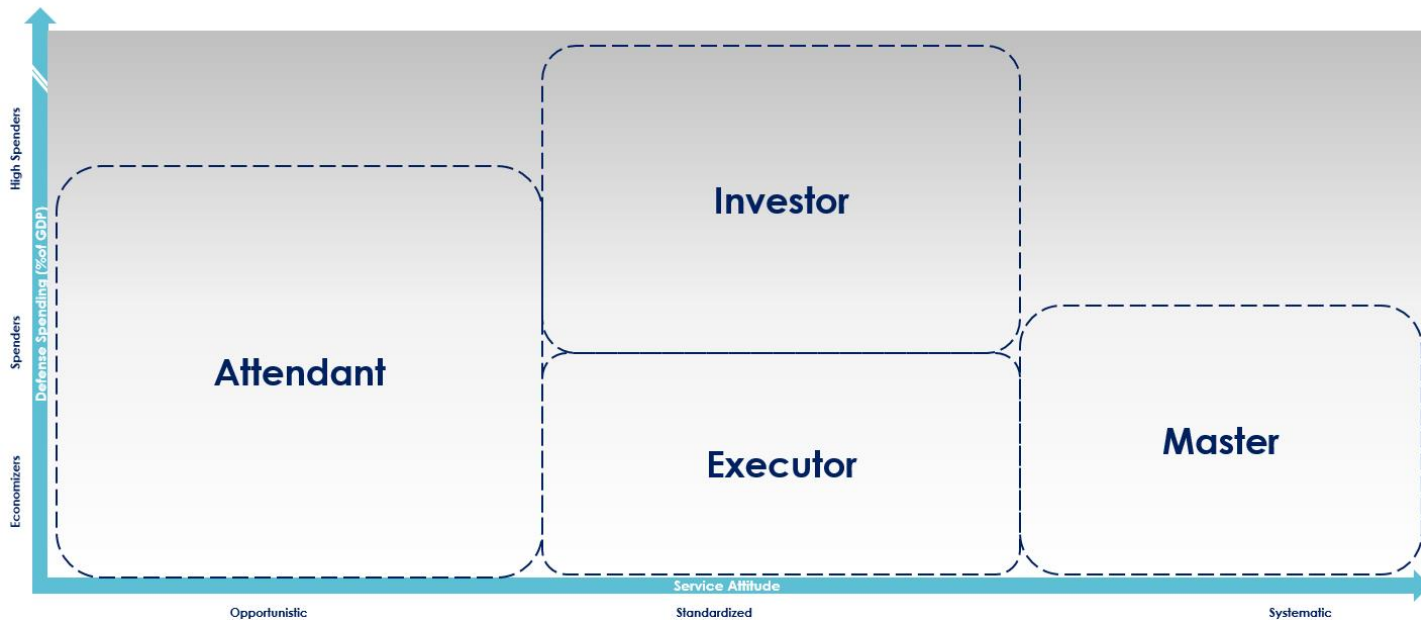 High Spenders
Spenders
Economizers
Defense Spending (%of GDP)
Investor
Attendant
Executor
Master
Service Attitude
Opportunistic
Standardized
Systematic